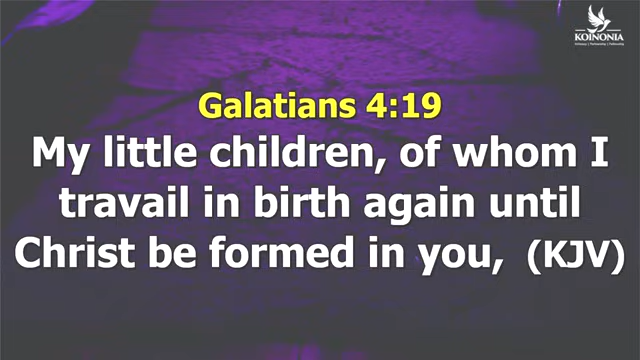 KOINONIA
Galatians 4:19
My little children, of whom I
travail in birth again until
Christ be formed in you, (KJV)